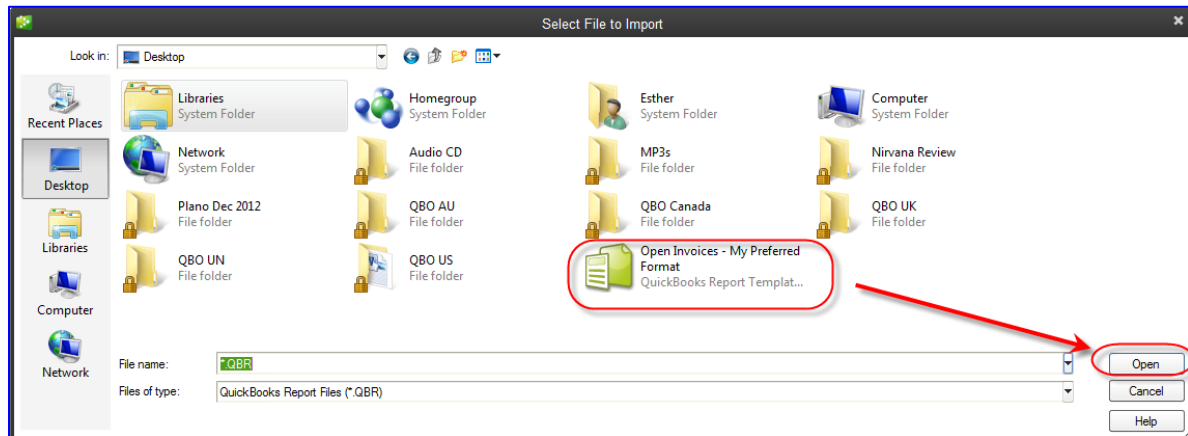 Select File to Import
Look in:
Desktop
Recent Places
Desktop
Libraries
Computer
Network
Libraries
System Folder
Homegroup
System Folder
Esther
System Folder
Computer
System Folder
Network
System Folder
Audio CD
File folder
MP3s
File folder
Nirvana Review
File folder
Plano Dec 2012
File folder
QBO AU
File folder
QBO Canada
File folder
QBO UK
File folder
QBO UN
File folder
QBO US
File folder
Open Invoices - My Preferred
Format
QuickBooks Report Templat...
File name:
*.QBR
Open
Files of type:
QuickBooks Report Files (*.QBR)
Cancel
Help